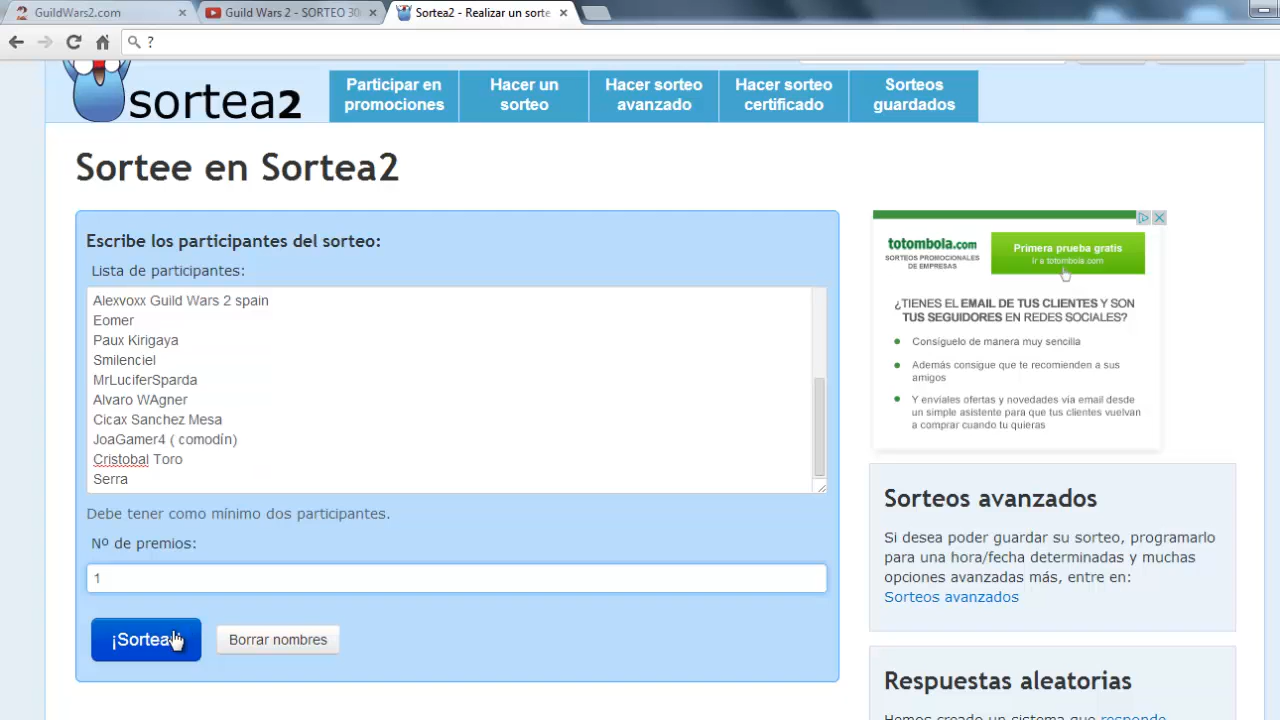 GuildWars2.com
Guild Wars 2 - SORTEO 30
Sortea2 - Realizar un sorte
?
sortea2
Participar en
promociones
Hacer un
sorteo
Hacer sorteo
avanzado
Hacer sorteo
certificado
Sorteos
guardados
Sortee en Sortea2
Escribe los participantes del sorteo:
Lista de participantes:
Alexvoxx Guild Wars 2 spain
Eomer
Paux Kirigaya
Smilenciel
MrLuciferSparda
Alvaro WAgner
Cicax Sanchez Mesa
JoaGamer4 ( comodín)
Cristobal Toro
Serra
Debe tener como mínimo dos participantes.
Nº de premios:
1
¡Sortea
Borrar nombres
totombola.com
SORTEOS PROMOCIONALES
DE EMPRESAS
Primera prueba gratis
ir a totombola.com
¿TIENES EL EMAIL DE TUS CLIENTES Y SON
TUS SEGUIDORES EN REDES SOCIALES?
Consíguelo de manera muy sencilla
Además consigue que te recomienden a sus
amigos
Y envíales ofertas y novedades vía email desde
un simple asistente para que tus clientes vuelvan
a comprar cuando tu quieras
Sorteos avanzados
Si desea poder guardar su sorteo, programarlo
para una hora/fecha determinadas y muchas
opciones avanzadas más, entre en:
Sorteos avanzados
Respuestas aleatorias
Hemos creado un sistema que responde